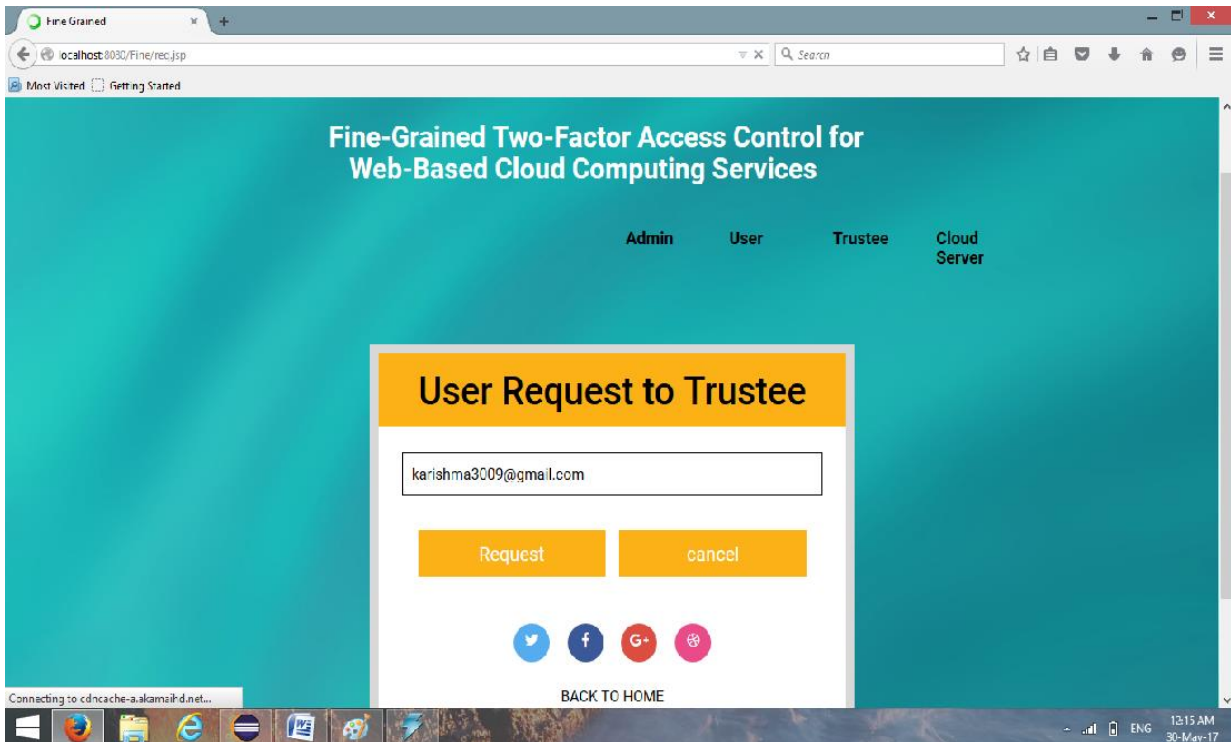 Fine Grained
localhost:8080/Fine/req.jsp
Search
Most Visited Getting Started
Fine-Grained Two-Factor Access Control for
Web-Based Cloud Computing Services
Admin User Trustee Cloud
Server
User Request to Trustee
karishma3009@gmail.com
Request cancel
G+
BACK TO HOME
Connecting to cdncache-a.akamaihd.net...
ENG
12:15 AM
30-May-17